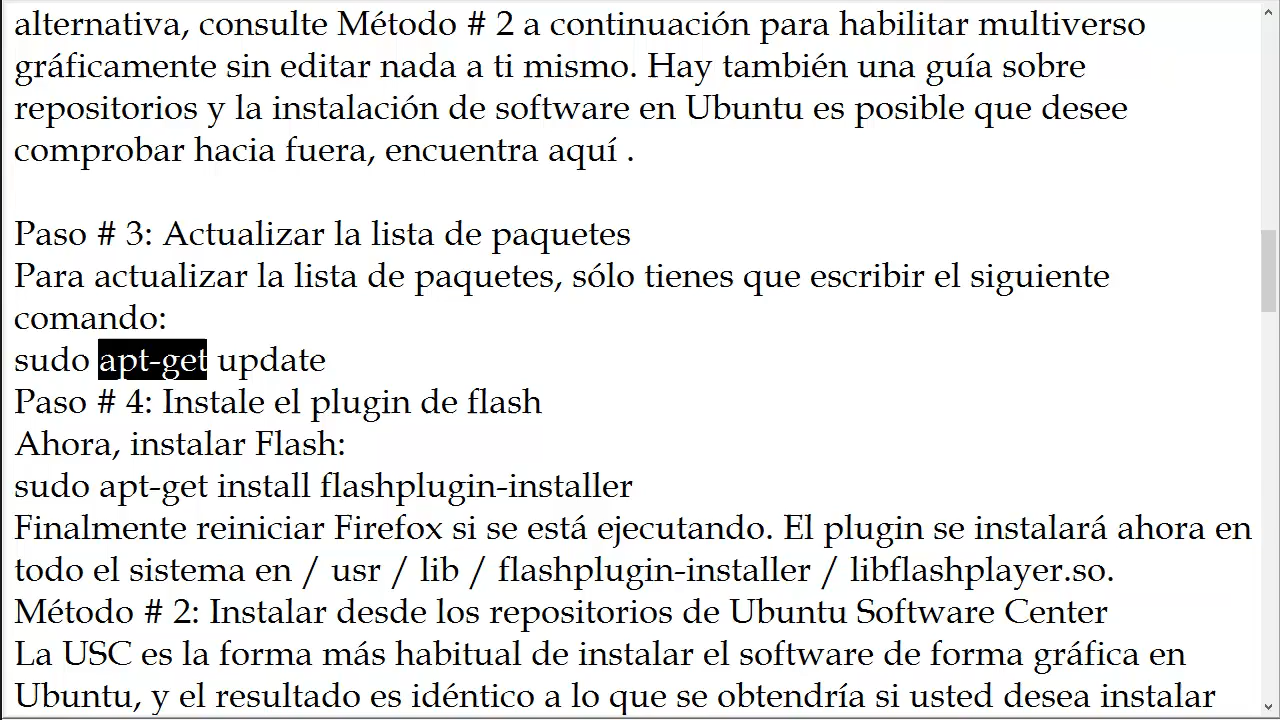 alternativa, consulte Método # 2 a continuación para habilitar multiverso
gráficamente sin editar nada a ti mismo. Hay también una guía sobre
repositorios y la instalación de software en Ubuntu es posible que desee
comprobar hacia fuera, encuentra aquí .
Paso # 3: Actualizar la lista de paquetes
Para actualizar la lista de paquetes, sólo tienes que escribir el siguiente
comando:
sudo apt-get update
Paso # 4: Instale el plugin de flash
Ahora, instalar Flash:
sudo apt-get install flashplugin-installer
Finalmente reiniciar Firefox si se está ejecutando. El plugin se instalará ahora en
todo el sistema en / usr / lib / flashplugin-installer / libflashplayer.so.
Método # 2: Instalar desde los repositorios de Ubuntu Software Center
La USC es la forma más habitual de instalar el software de forma gráfica en
Ubuntu, y el resultado es idéntico a lo que se obtendría si usted desea instalar